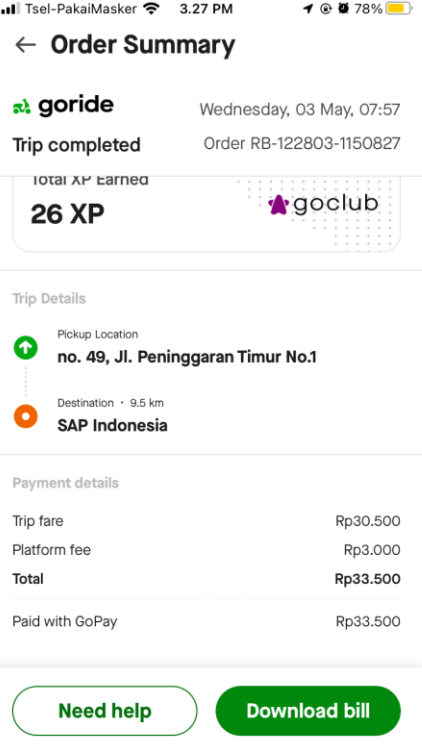 Tsel-PakaiMasker 3.27 PM 78%
Order Summary
goride Wednesday, 03 May, 07:57
Trip completed Order RB-122803-1150827
Total XP Earned
26 XP goclub
Trip Details
Pickup Location
no. 49, Jl. Peninggaran Timur No.1
Destination · 9.5 km
SAP Indonesia
Payment details
Trip fare Rp30.500
Platform fee Rp3.000
Total Rp33.500
Paid with GoPay Rp33.500
Need help Download bill